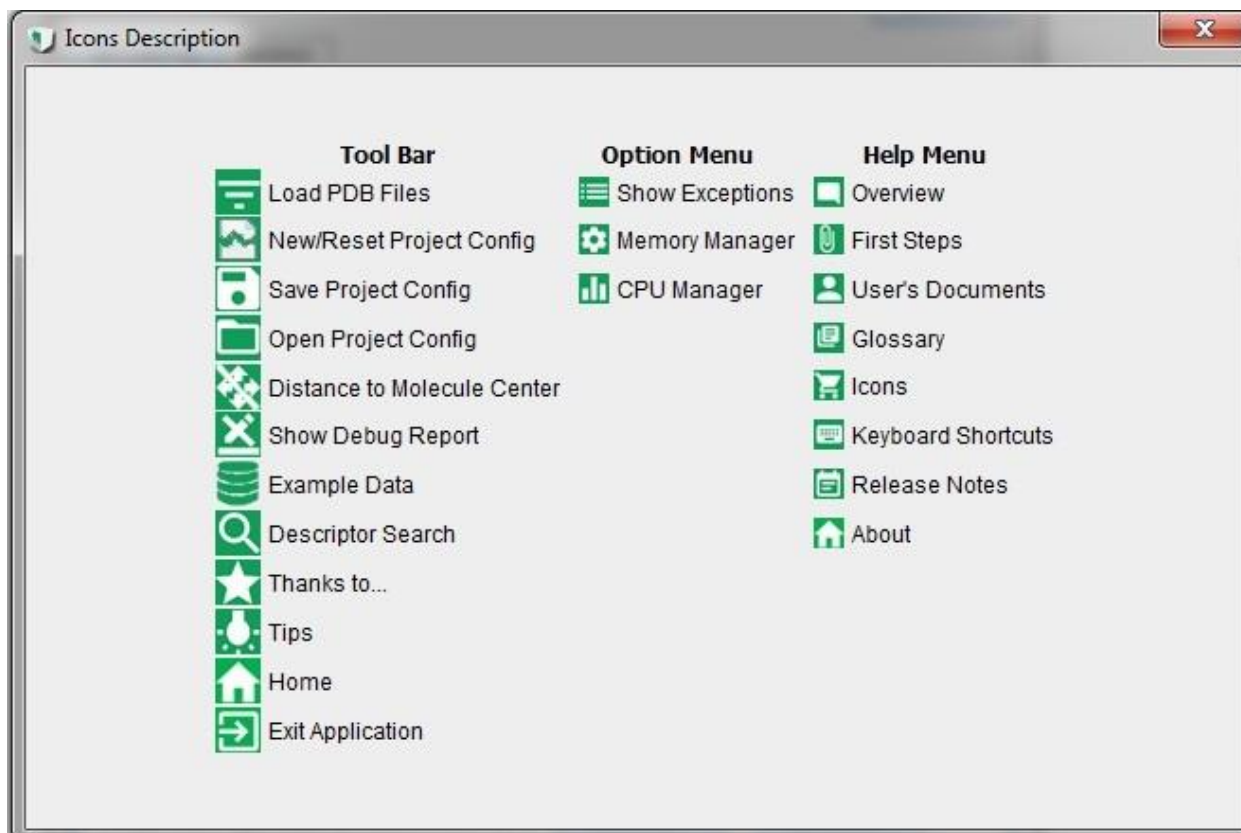 Icons Description
Tool Bar
Load PDB Files
New/Reset Project Config
Save Project Config
Open Project Config
Distance to Molecule Center
Show Debug Report
Example Data
Descriptor Search
Thanks to...
Tips
Home
Exit Application
Option Menu
Show Exceptions
Memory Manager
CPU Manager
Help Menu
Overview
First Steps
User's Documents
Glossary
Icons
Keyboard Shortcuts
Release Notes
About